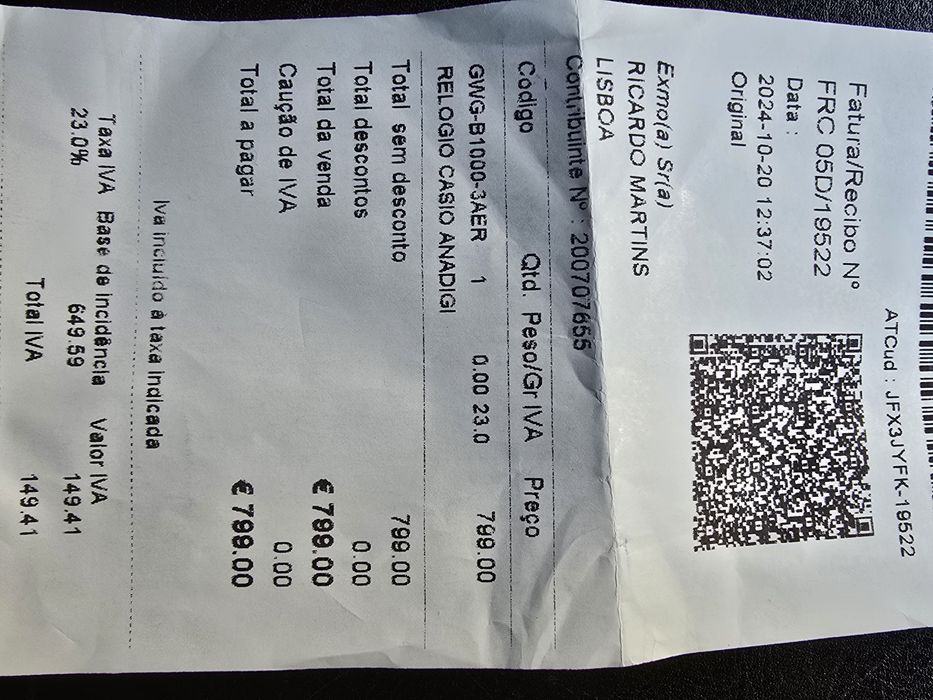 ATCud : JFX3JYFK-19522
Fatura/Recibo Nº
FRC 05D/19522
Data :
2024-10-20 12:37:02
Original
Exmo(a) Sr(a)
RICARDO MARTINS
LISBOA
Contribuinte Nº : 200707655
Codigo Qtd. Peso/Gr IVA Preço
GWG-B1000-3AER 1 0.00 23.0 799.00
RELOGIO CASIO ANADIGI
Total sem desconto 799.00
Total descontos 0.00
Total da venda € 799.00
Caução de IVA 0.00
Total a pagar € 799.00
Iva incluído à taxa indicada
Taxa IVA Base de incidência Valor IVA
23.0% 649.59 149.41
Total IVA 149.41